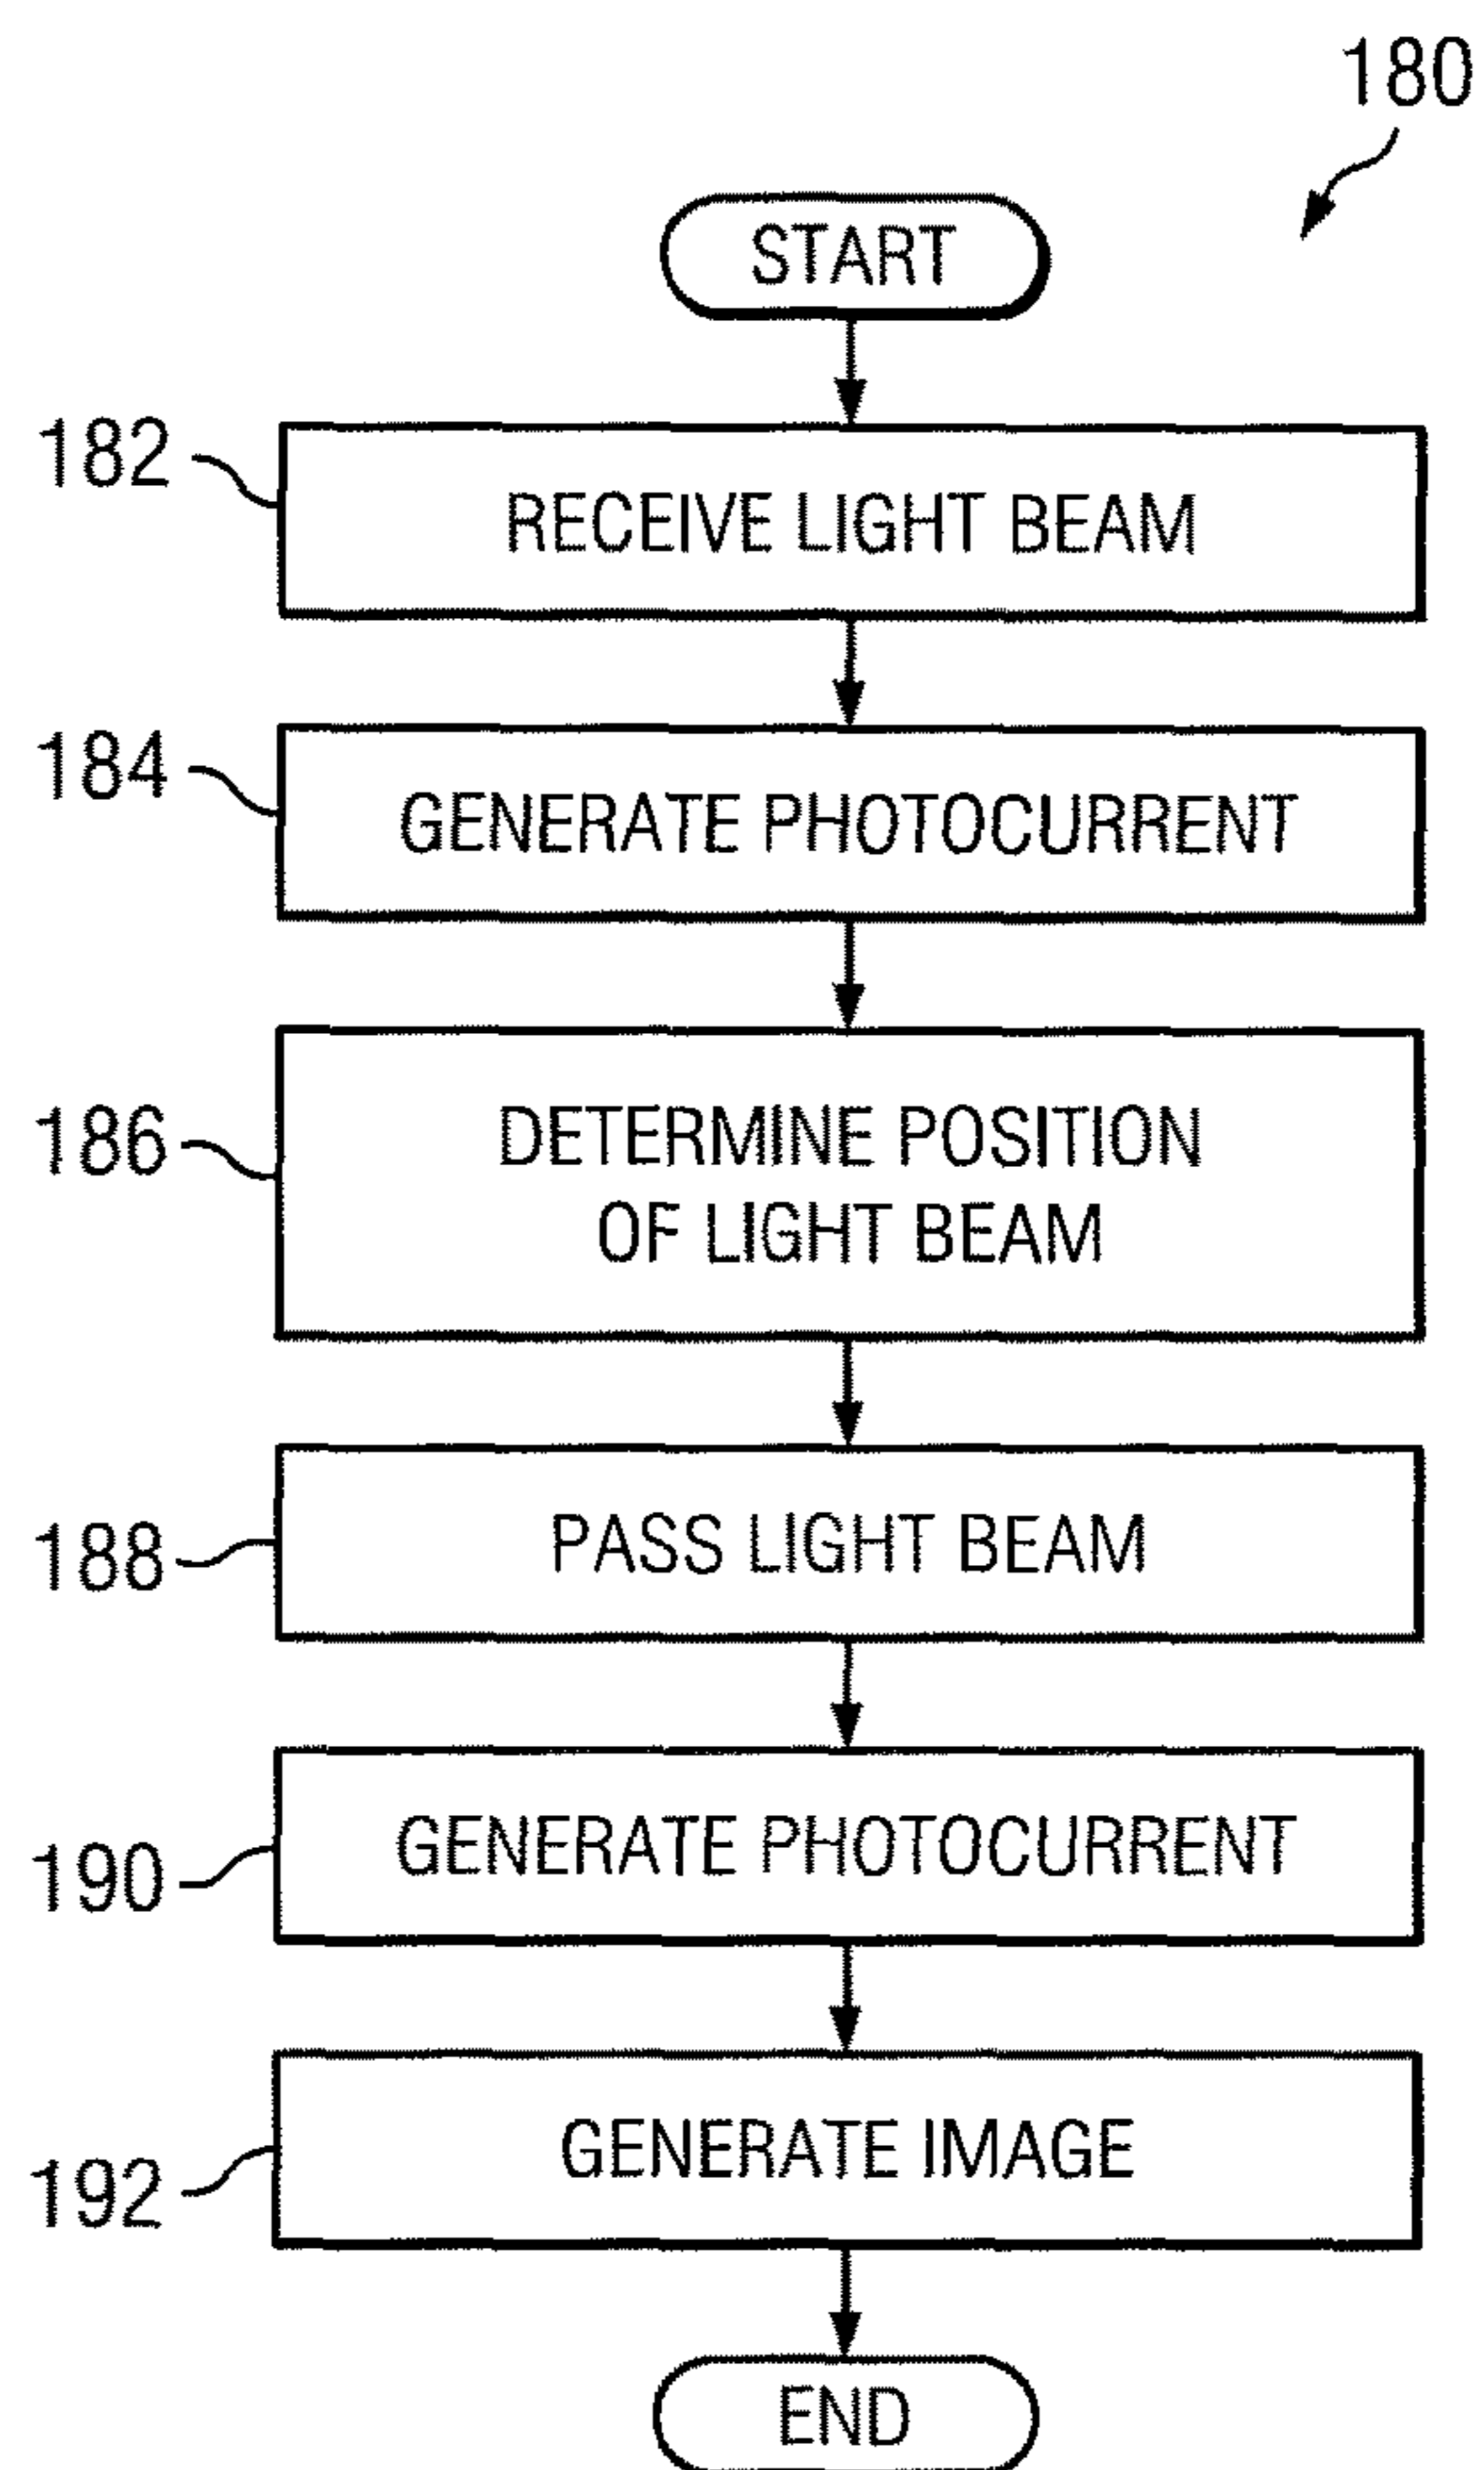 180
START
182
RECEIVE LIGHT BEAM
184
GENERATE PHOTOCURRENT
186
DETERMINE POSITION
OF LIGHT BEAM
188
PASS LIGHT BEAM
190
GENERATE PHOTOCURRENT
192
GENERATE IMAGE
END